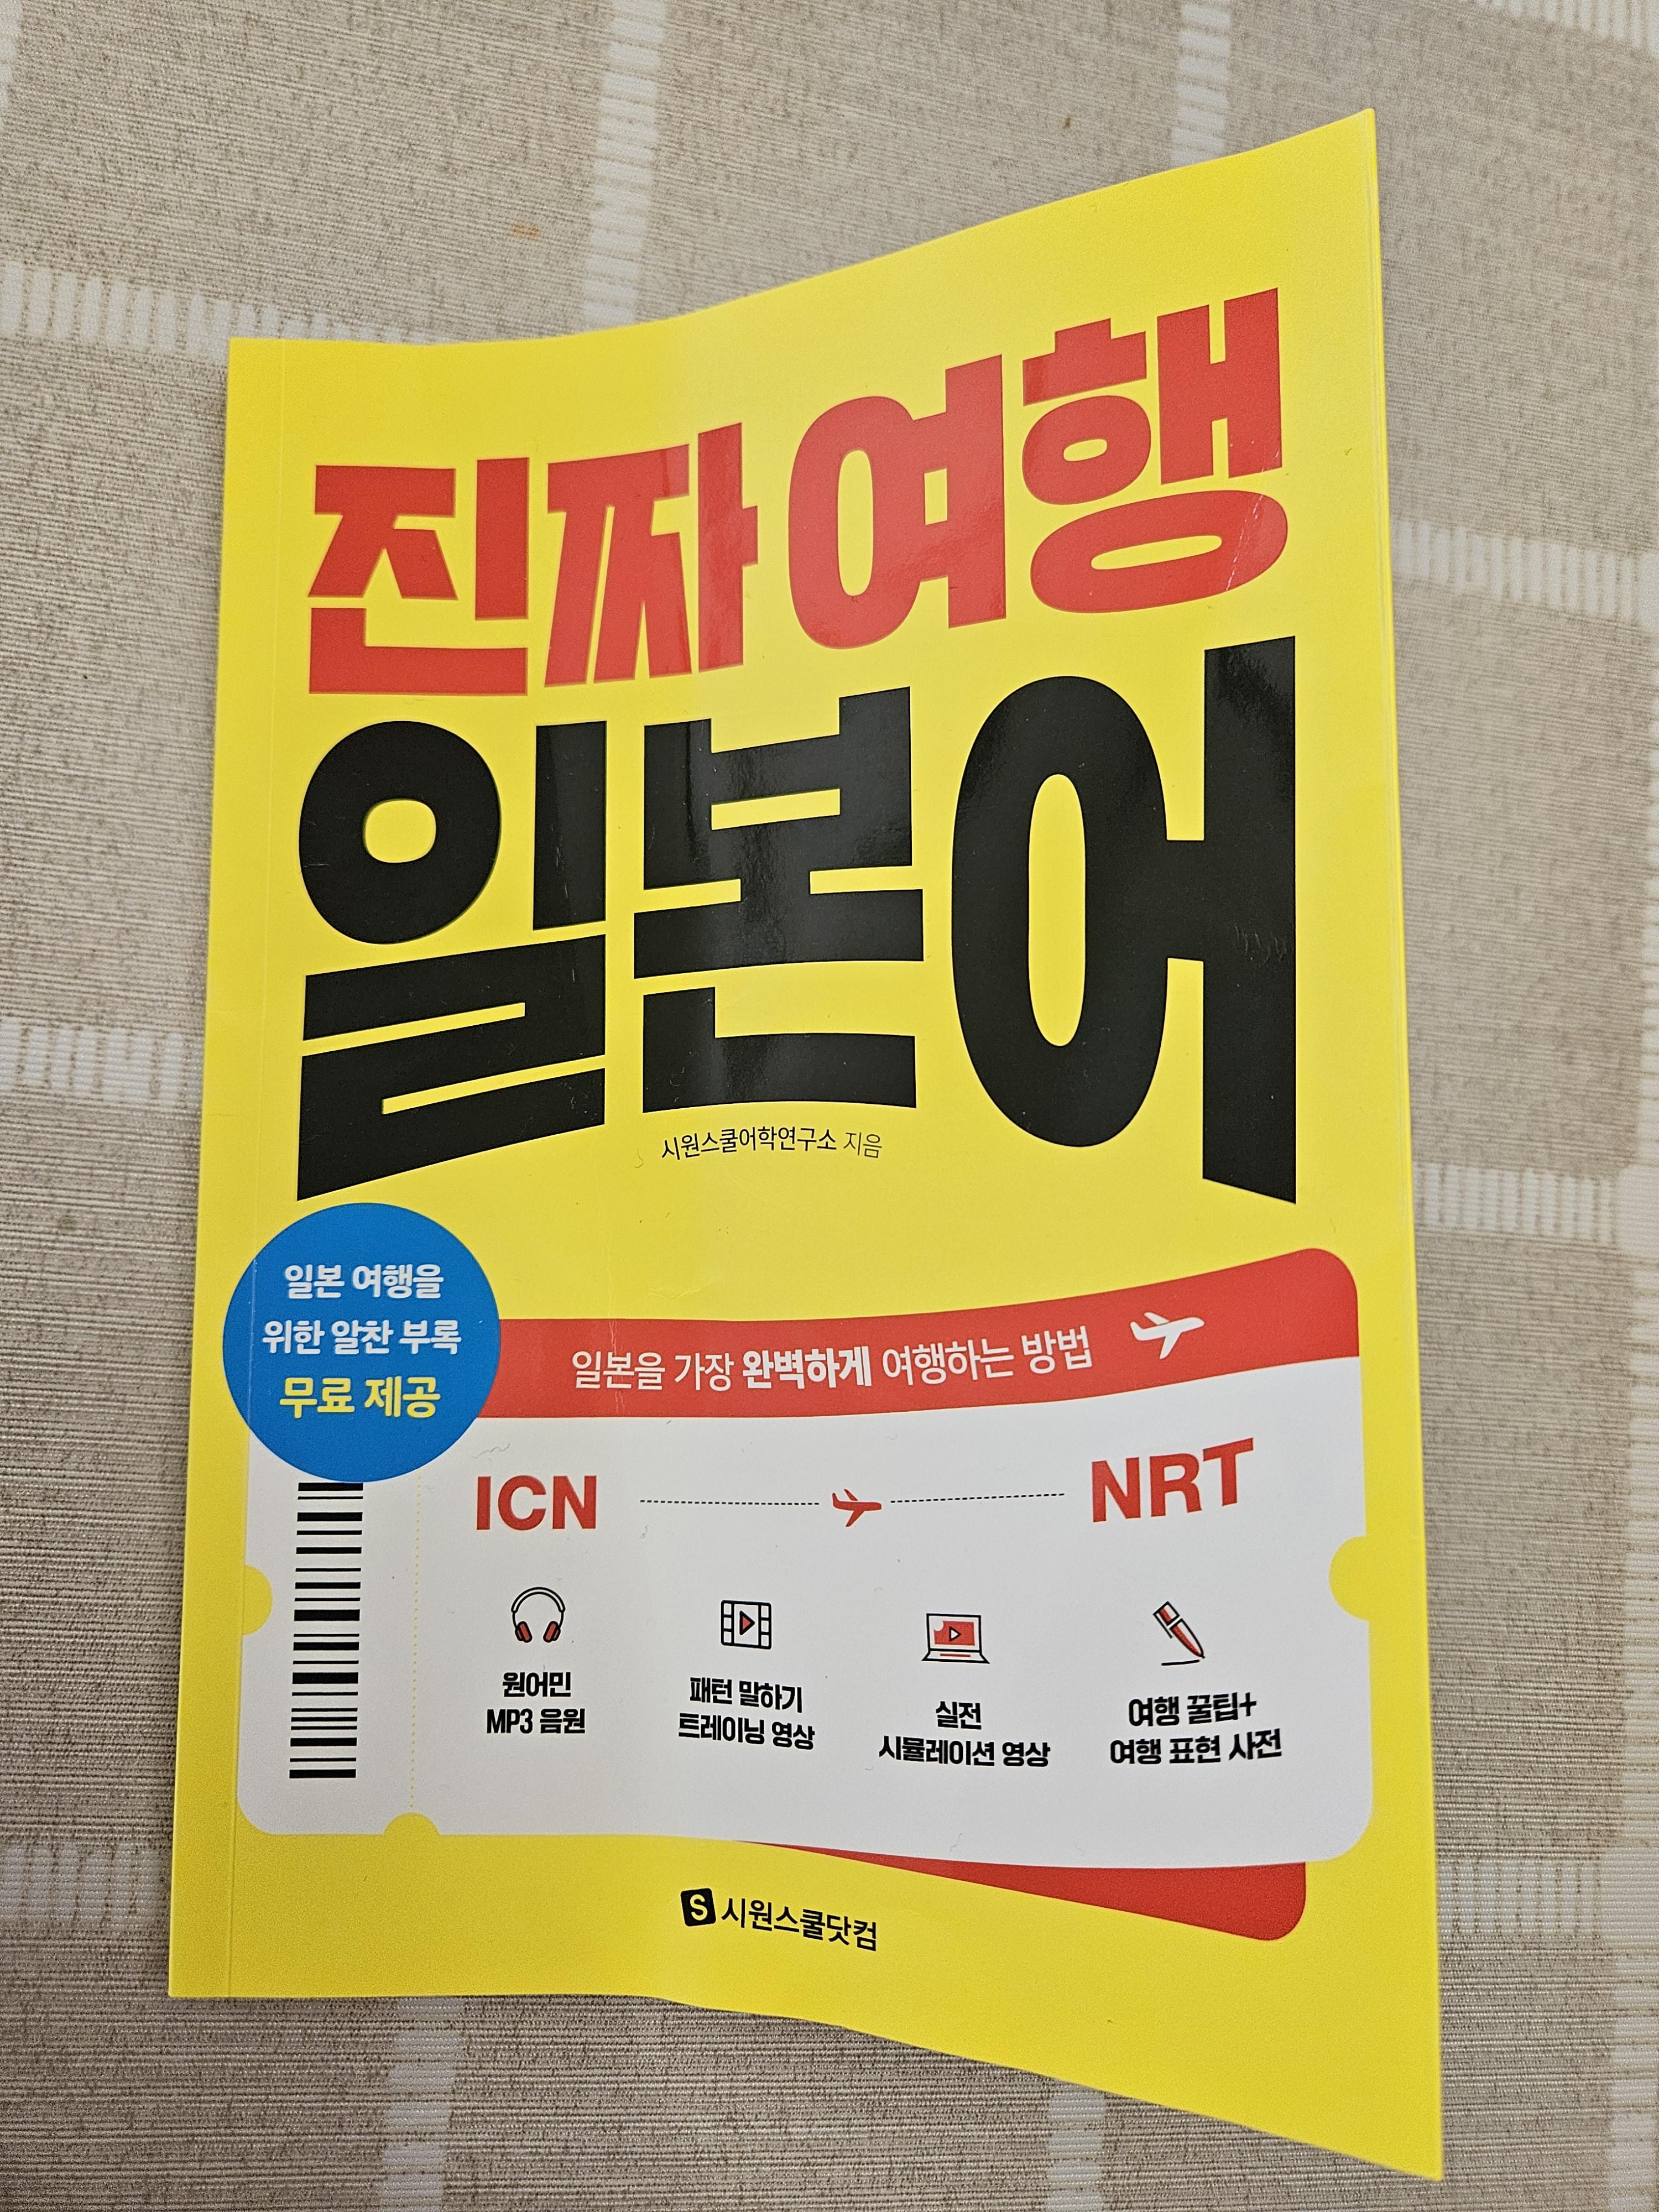 진짜여행
일본어
시원스쿨어학연구소 지음
일본 여행을
위한 알찬 부록
무료 제공
일본을 가장 완벽하게 여행하는 방법
ICN
NRT
원어민
MP3 음원
패턴 말하기
트레이닝 영상
실전
시뮬레이션 영상
여행 꿀팁+
여행 표현 사전
S 시원스쿨닷컴